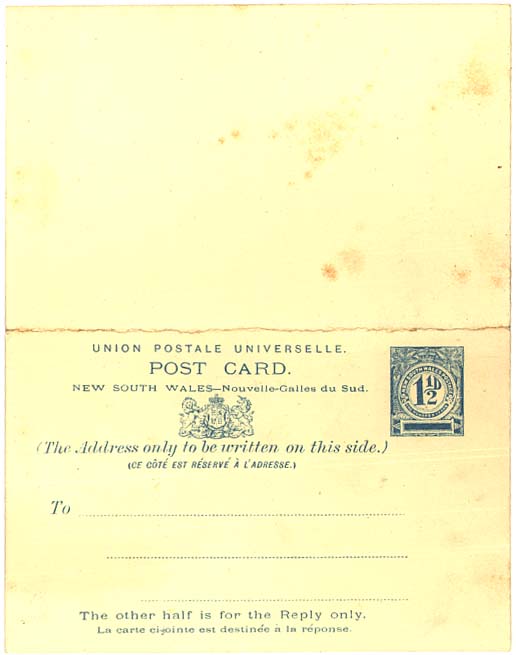 UNION POSTALE UNIVERSELLE.
POST CARD.
NEW SOUTH WALES—Nouvelle-Galles du Sud.
1½D
(The Address only to be written on this side.)
(CE CÔTÉ EST RÉSERVÉ À L'ADRESSE.)
To
The other half is for the Reply only.
La carte ci-jointe est destinée à la réponse.